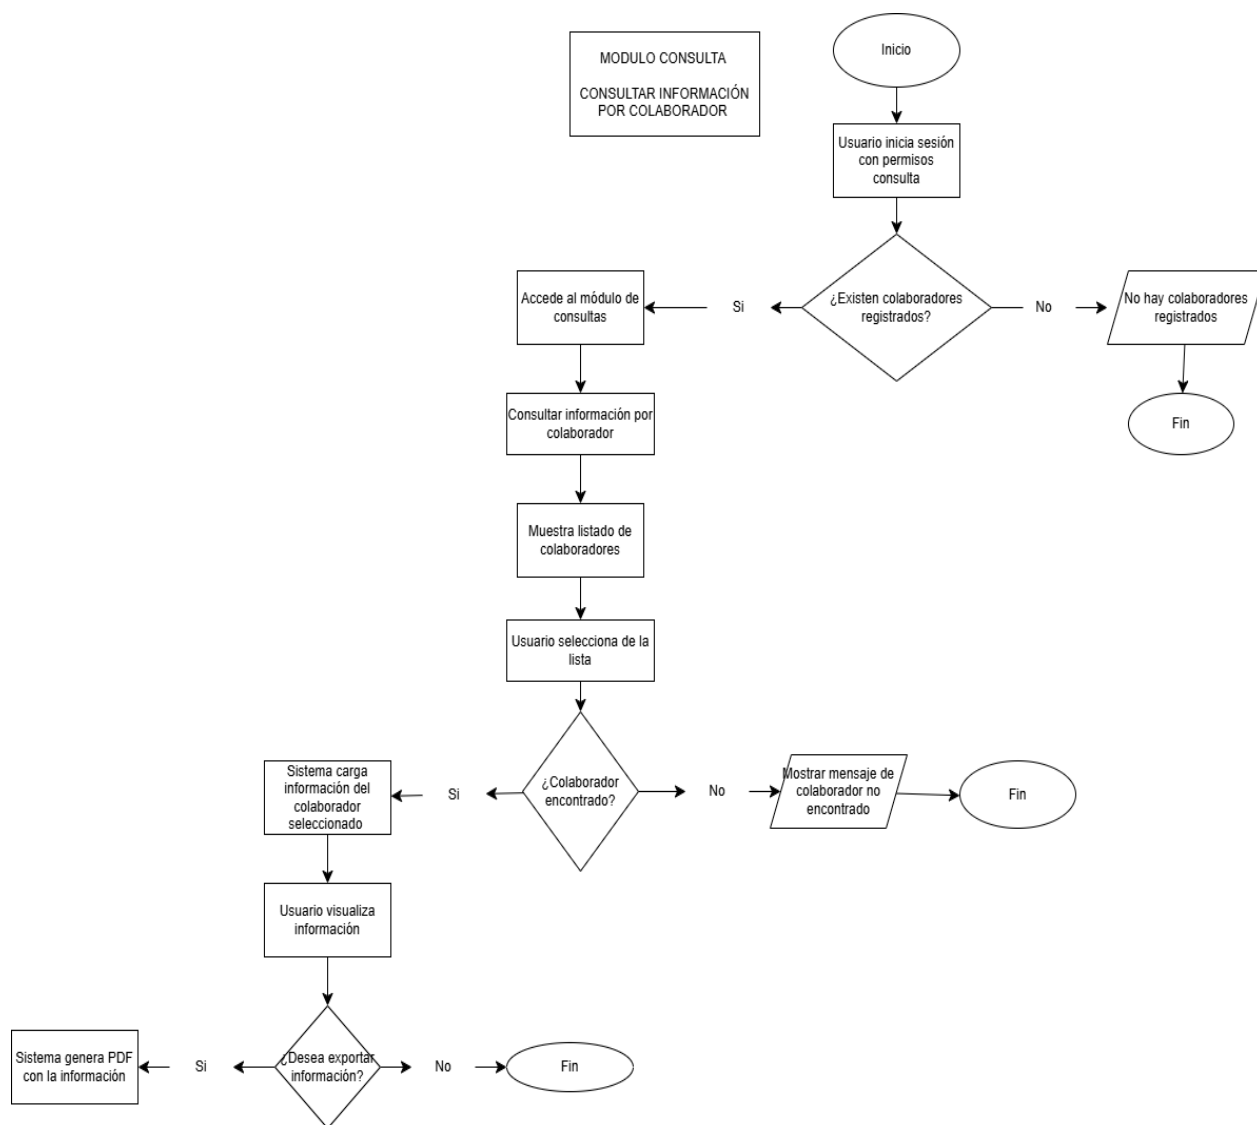 MODULO CONSULTA
CONSULTAR INFORMACIÓN
POR COLABORADOR
Inicio
Usuario inicia sesión
con permisos
consulta
¿Existen colaboradores
registrados?
Si
No
Accede al módulo de
consultas
No hay colaboradores
registrados
Fin
Consultar información por
colaborador
Muestra listado de
colaboradores
Usuario selecciona de la
lista
¿Colaborador
encontrado?
Si
No
Sistema carga
información del
colaborador
seleccionado
Mostrar mensaje de
colaborador no
encontrado
Fin
Usuario visualiza
información
¿Desea exportar
información?
Si
No
Sistema genera PDF
con la información
Fin